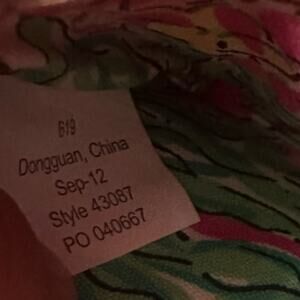 619
Dongguan, China
Sep-12
Style 43087
PO 040667